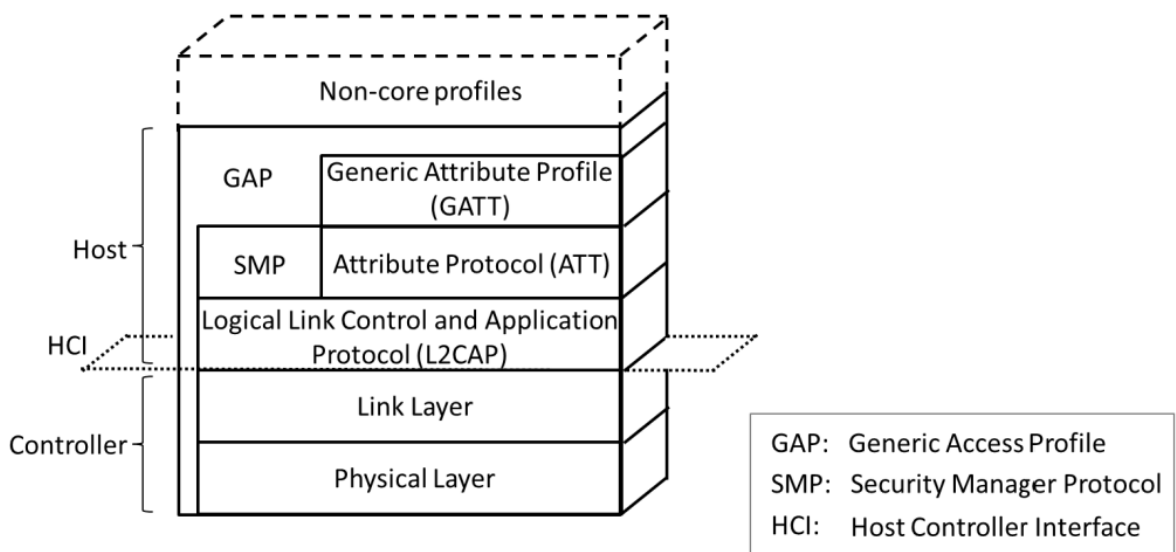 Non-core profiles
GAP
Generic Attribute Profile
(GATT)
Host
SMP
Attribute Protocol (ATT)
Logical Link Control and Application
Protocol (L2CAP)
HCI
Link Layer
Controller
Physical Layer
GAP: Generic Access Profile
SMP: Security Manager Protocol
HCI: Host Controller Interface